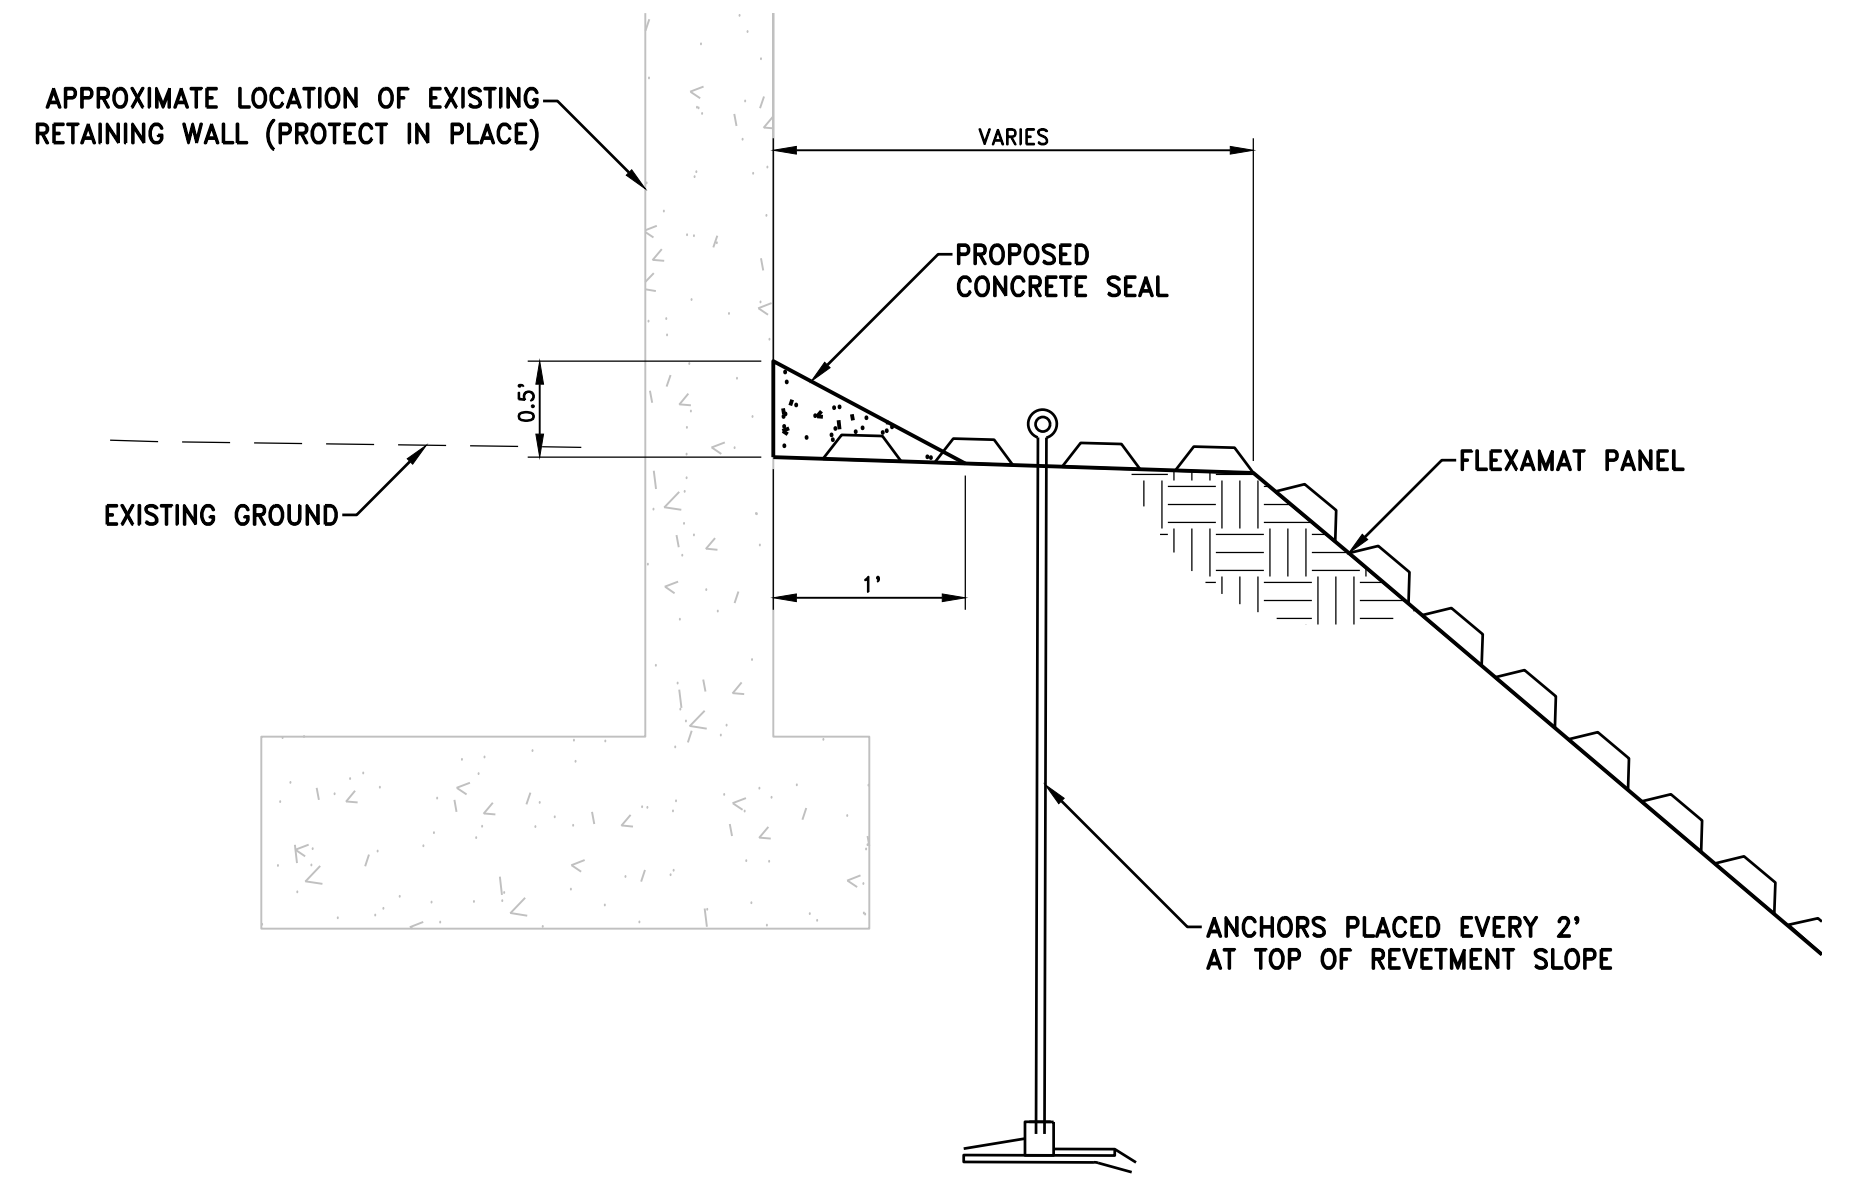 APPROXIMATE LOCATION OF EXISTING
RETAINING WALL (PROTECT IN PLACE)
VARIES
PROPOSED
CONCRETE SEAL
0.5'
FLEXAMAT PANEL
EXISTING GROUND
1'
ANCHORS PLACED EVERY 2'
AT TOP OF REVETMENT SLOPE